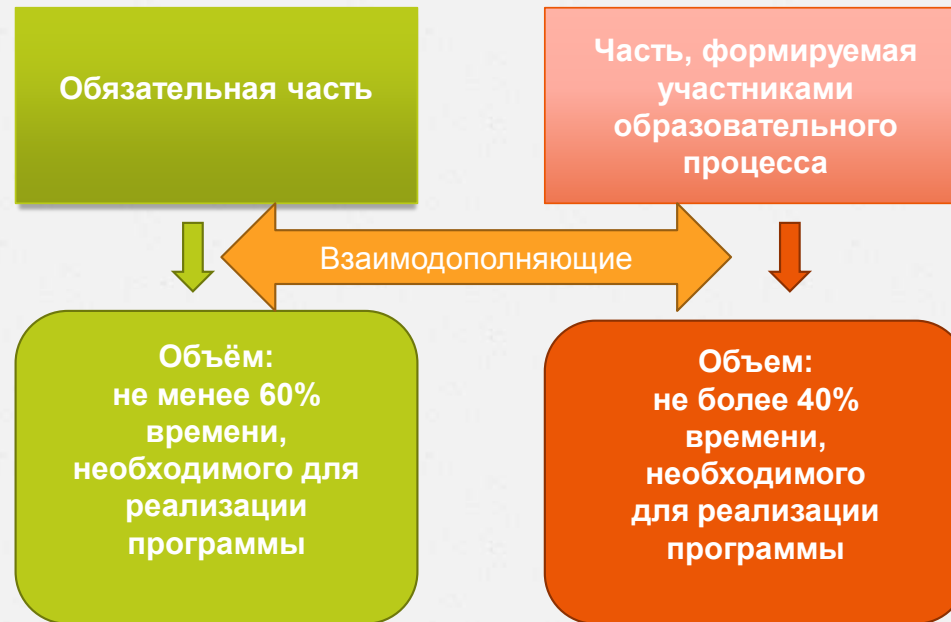 Обязательная часть
Часть, формируемая
участниками
образовательного
процесса
Взаимодополняющие
Объём:
не менее 60%
времени,
необходимого для
реализации
программы
Объем:
не более 40%
времени,
необходимого
для реализации
программы